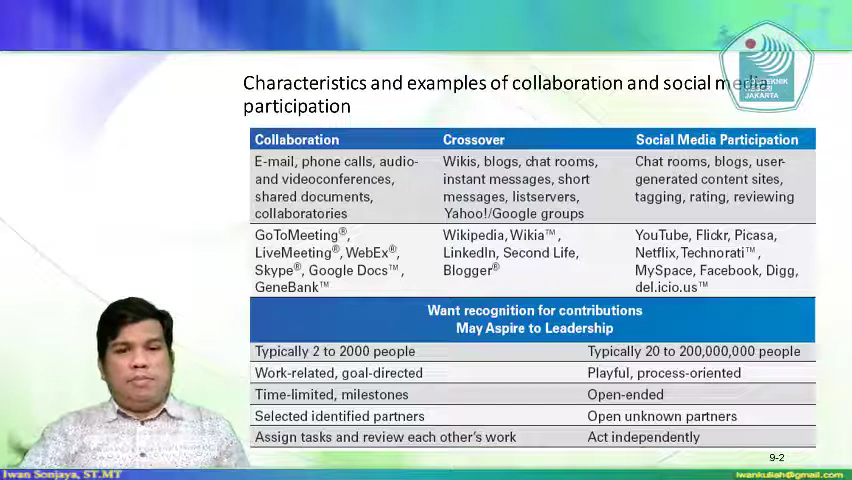 Characteristics and examples of collaboration and social media
participation
POLITEKNIK
NEGERI
JAKARTA
Collaboration
Crossover
Social Media Participation
E-mail, phone calls, audio-
and videoconferences,
shared documents,
collaboratories
Wikis, blogs, chat rooms,
instant messages, short
messages, listservers,
Yahoo!/Google groups
Chat rooms, blogs, user-
generated content sites,
tagging, rating, reviewing
GoToMeeting®,
LiveMeeting®, WebEx®,
Skype®, Google Docs™,
GeneBank™
Wikipedia, Wikia™,
LinkedIn, Second Life,
Blogger®
YouTube, Flickr, Picasa,
Netflix, Technorati™,
MySpace, Facebook, Digg,
del.icio.us™
Want recognition for contributions
May Aspire to Leadership
Typically 2 to 2000 people
Typically 20 to 200,000,000 people
Work-related, goal-directed
Playful, process-oriented
Time-limited, milestones
Open-ended
Selected identified partners
Open unknown partners
Assign tasks and review each other's work
Act independently
9-2
Iwan Sonjaya, ST.MT
iwankuliah@gmail.com